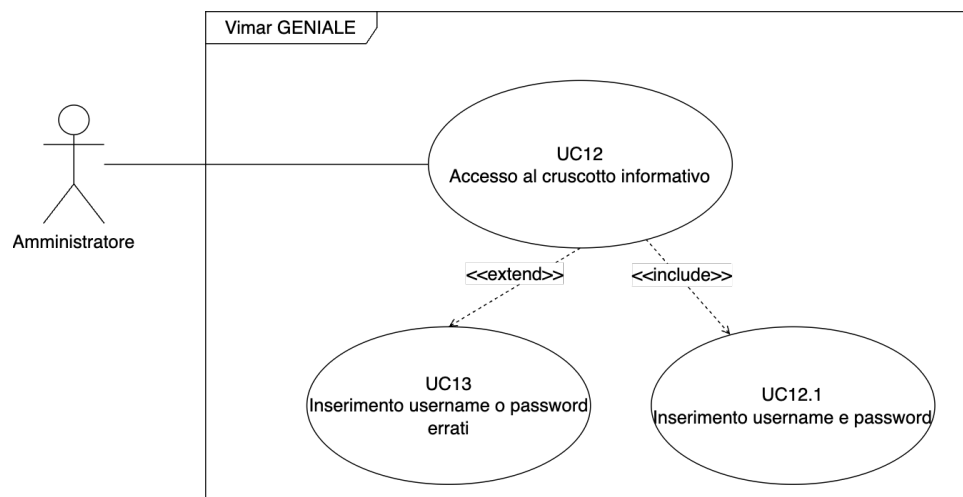 Vimar GENIALE
UC12
Accesso al cruscotto informativo
Amministratore
<<extend>>
<<include>>
UC13
Inserimento username o password
errati
UC12.1
Inserimento username e password